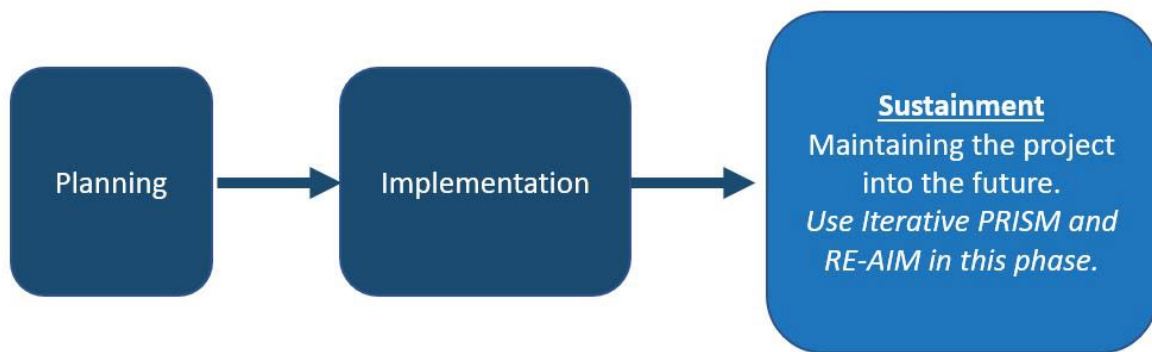 Planning
Implementation
Sustainment
Maintaining the project
into the future.
Use Iterative PRISM and
RE-AIM in this phase.